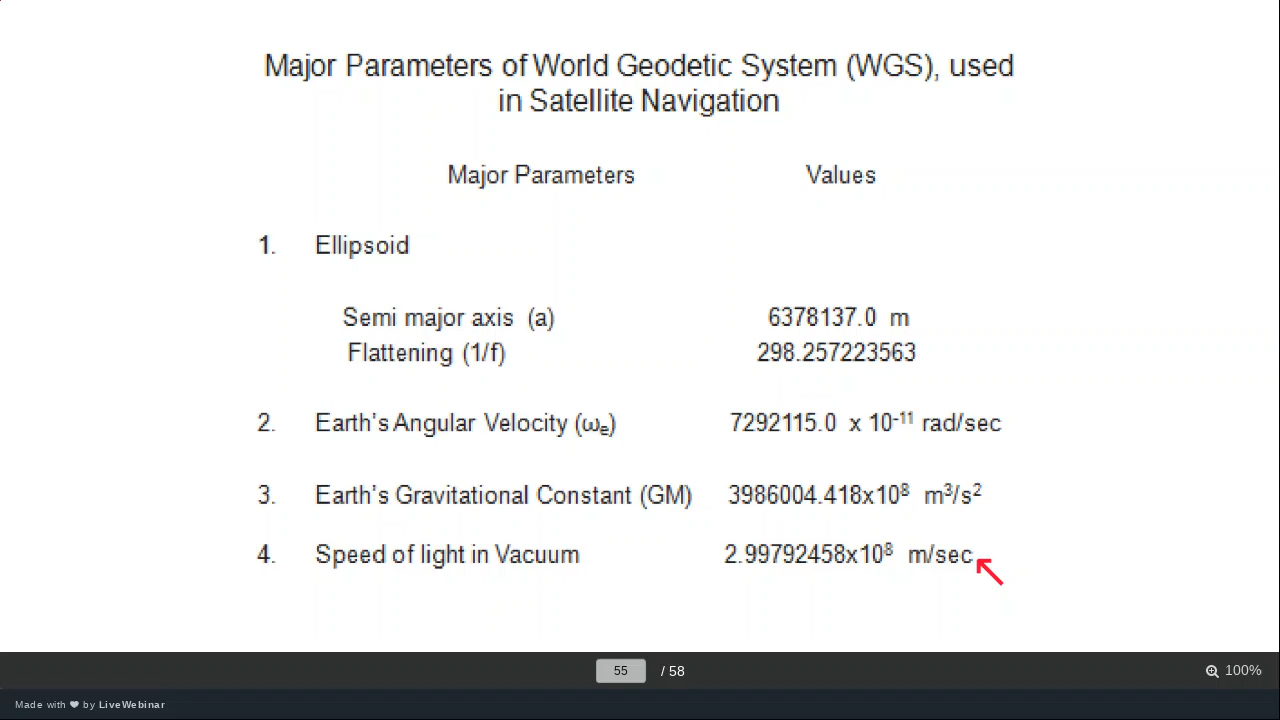 Major Parameters of World Geodetic System (WGS), used
in Satellite Navigation
Major Parameters Values
1. Ellipsoid
Semi major axis (a) 6378137.0 m
Flattening (1/f) 298.257223563
2. Earth's Angular Velocity (ωE) 7292115.0 x 10⁻¹¹ rad/sec
3. Earth's Gravitational Constant (GM) 3986004.418x10⁸ m³/s²
4. Speed of light in Vacuum 2.99792458x10⁸ m/sec
55 / 58 100%
Made with ❤ by LiveWebinar